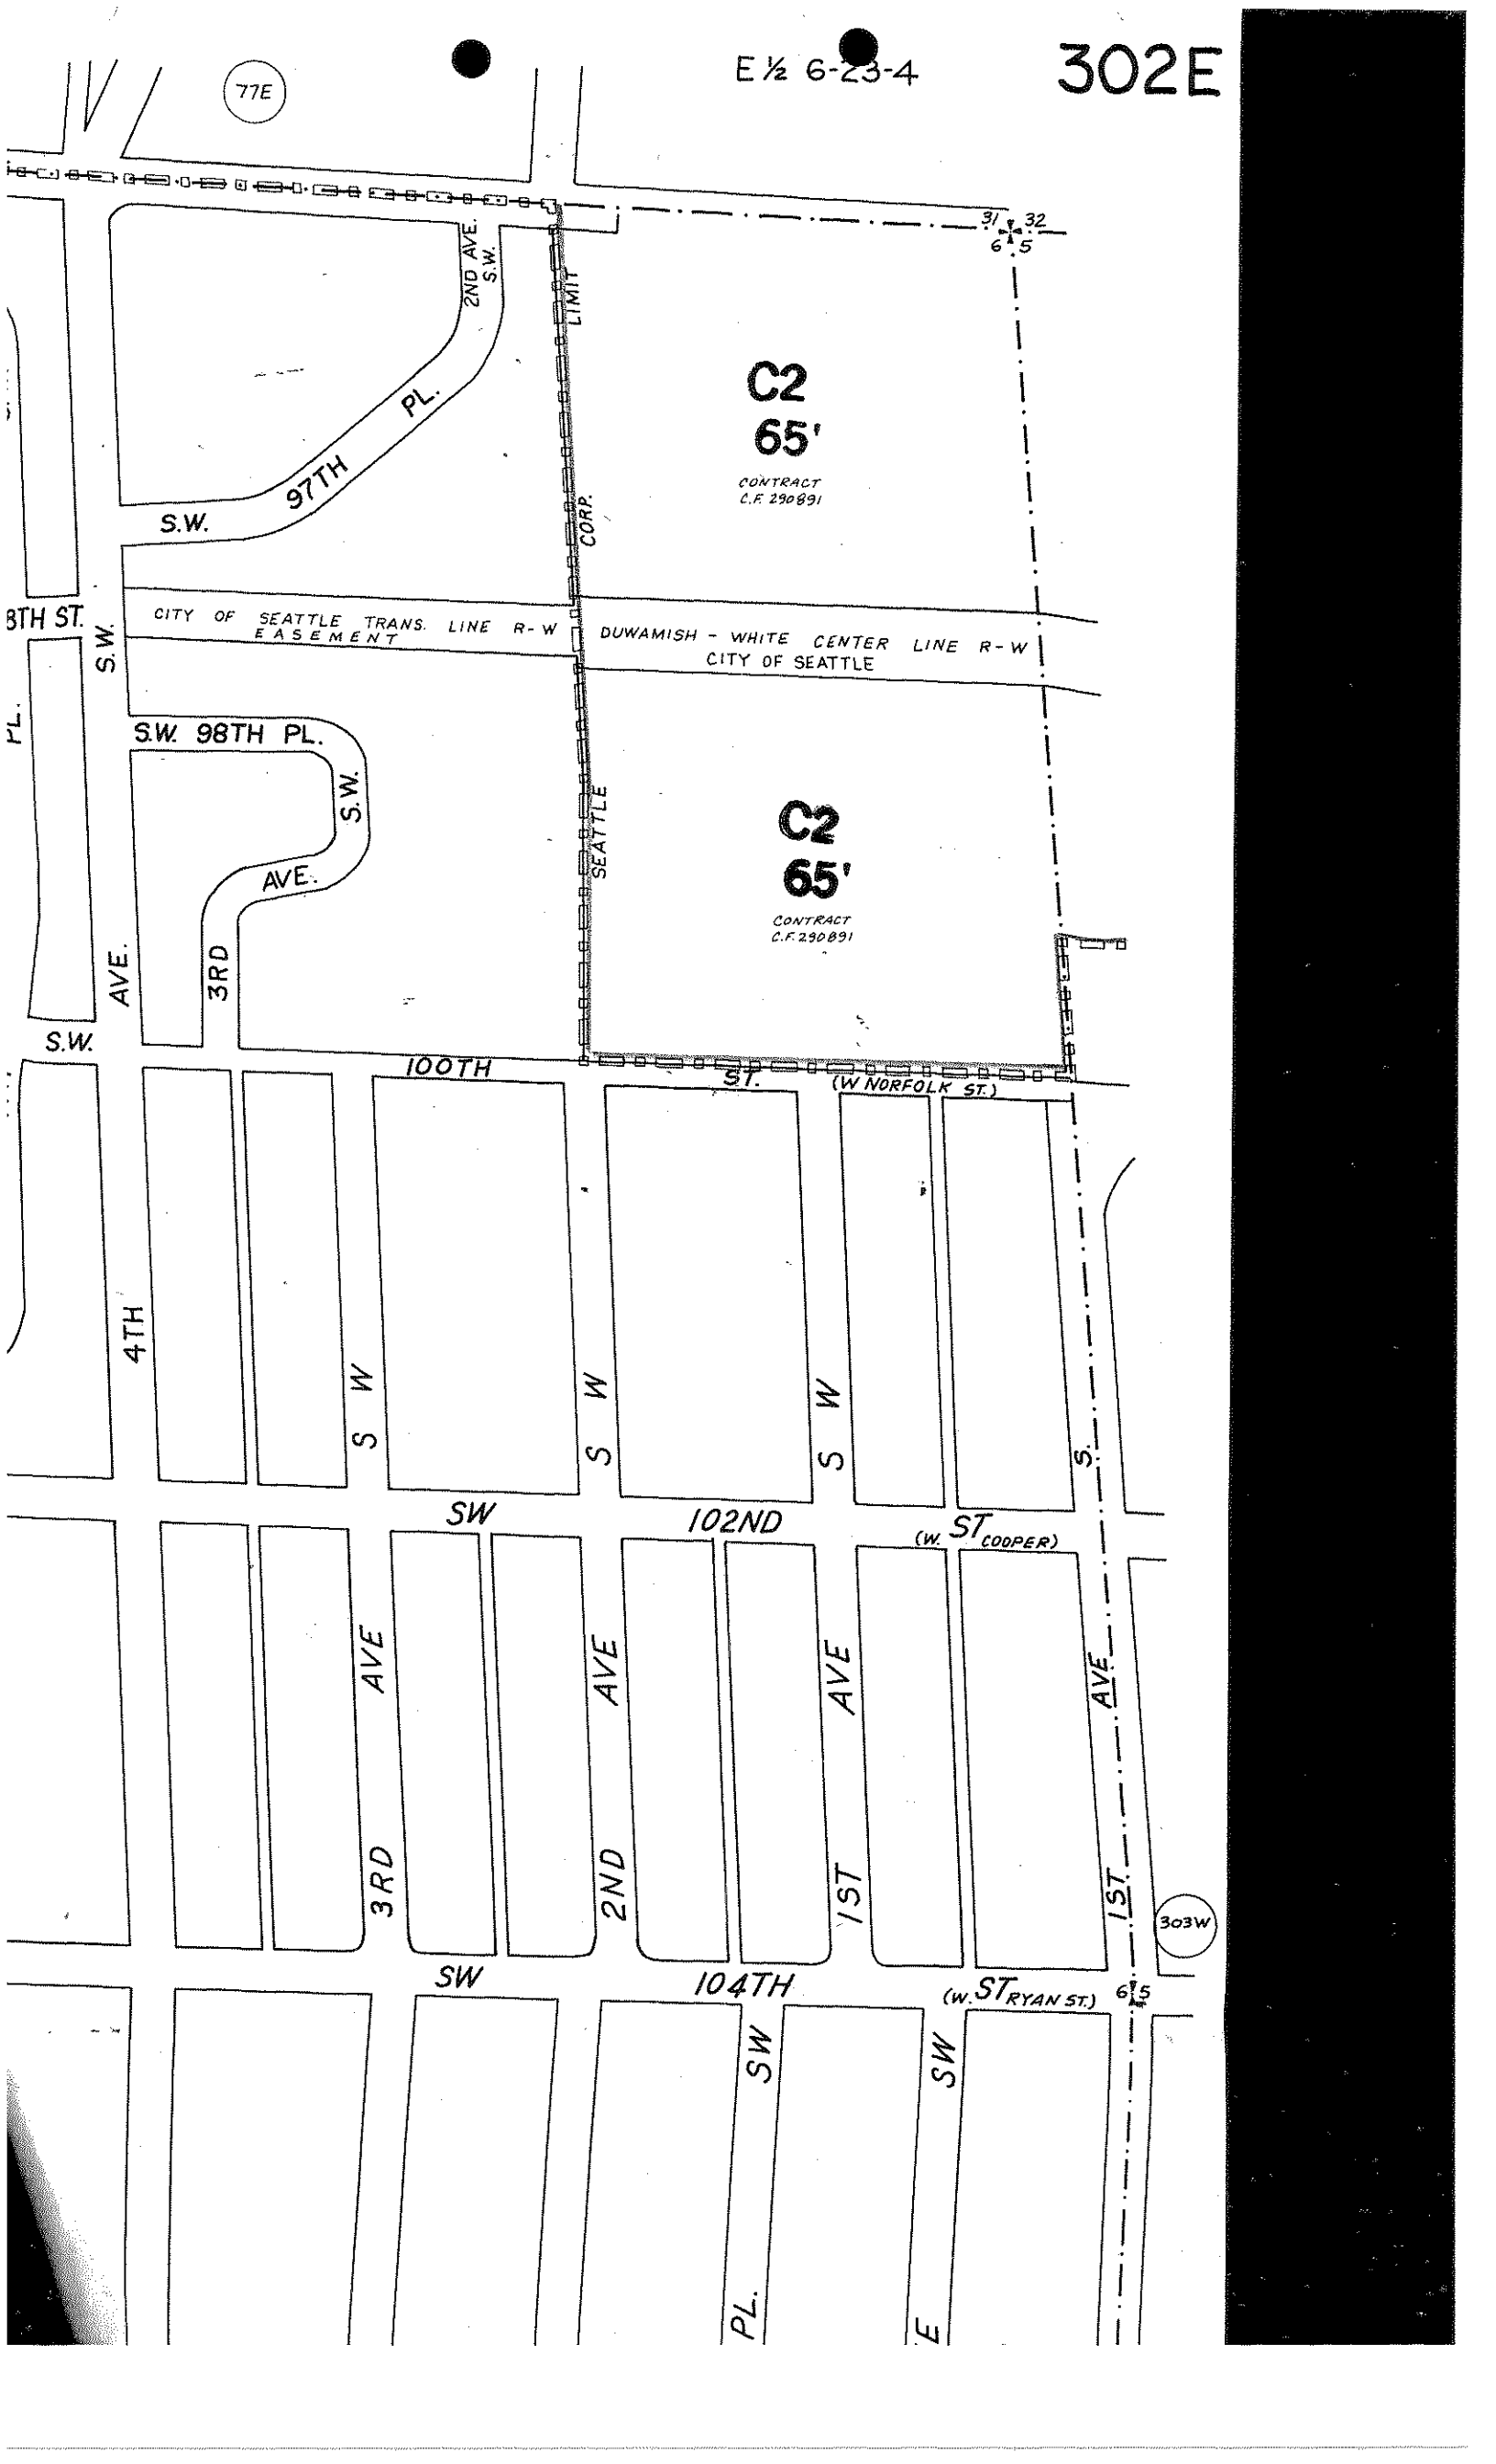 302E
E ½ 6-23-4
77E
31 32
6 5
2ND AVE.
S.W.
LIMIT
C2
65'
CONTRACT
C.F. 290891
PL.
97TH
S.W.
CORP.
8TH ST.
S.W.
CITY OF SEATTLE TRANS. LINE R-W
EASEMENT
DUWAMISH - WHITE CENTER LINE R-W
CITY OF SEATTLE
PL.
S.W. 98TH PL.
S.W.
AVE.
3RD
SEATTLE
C2
65'
CONTRACT
C.F. 290891
AVE.
S.W.
100TH
ST.
(W NORFOLK ST.)
4TH
S W
S W
S W
S.
SW
102ND
ST
(W. COOPER)
AVE
AVE
AVE
AVE
3RD
2ND
1ST
1ST
303W
SW
104TH
ST
(W. RYAN ST.)
6 5
SW
SW
PL.
E